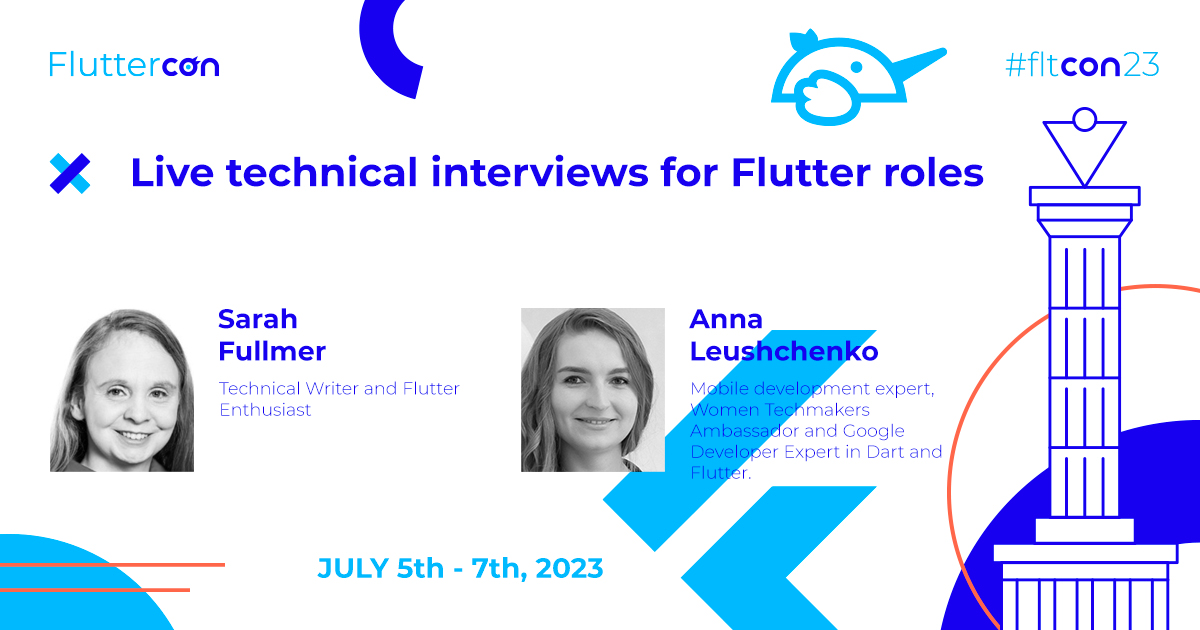 Fluttercon
#fltcon23
Live technical interviews for Flutter roles
Sarah
Fullmer
Technical Writer and Flutter
Enthusiast
Anna
Leushchenko
Mobile development expert,
Women Techmakers
Ambassador and Google
Developer Expert in Dart and
Flutter.
JULY 5th - 7th, 2023